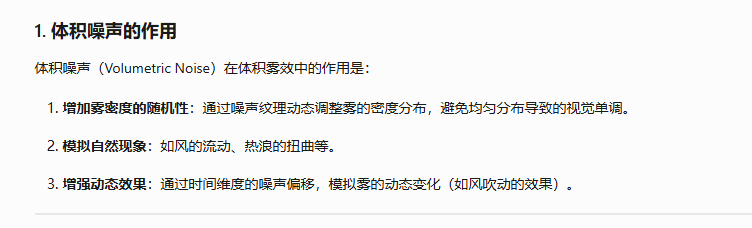 1. 体积噪声的作用
体积噪声（Volumetric Noise）在体积雾效中的作用是：
1. 增加雾密度的随机性：通过噪声纹理动态调整雾的密度分布，避免均匀分布导致的视觉单调。
2. 模拟自然现象：如风的流动、热浪的扭曲等。
3. 增强动态效果：通过时间维度的噪声偏移，模拟雾的动态变化（如风吹动的效果）。